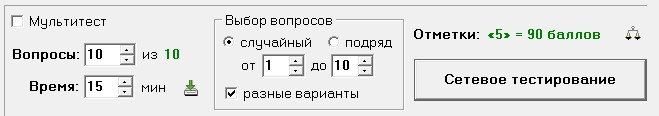 Мультитест
Вопросы: 10 из 10
Время: 15 мин
Выбор вопросов
случайный подряд
от 1 до 10
разные варианты
Отметки: «5» = 90 баллов
Сетевое тестирование